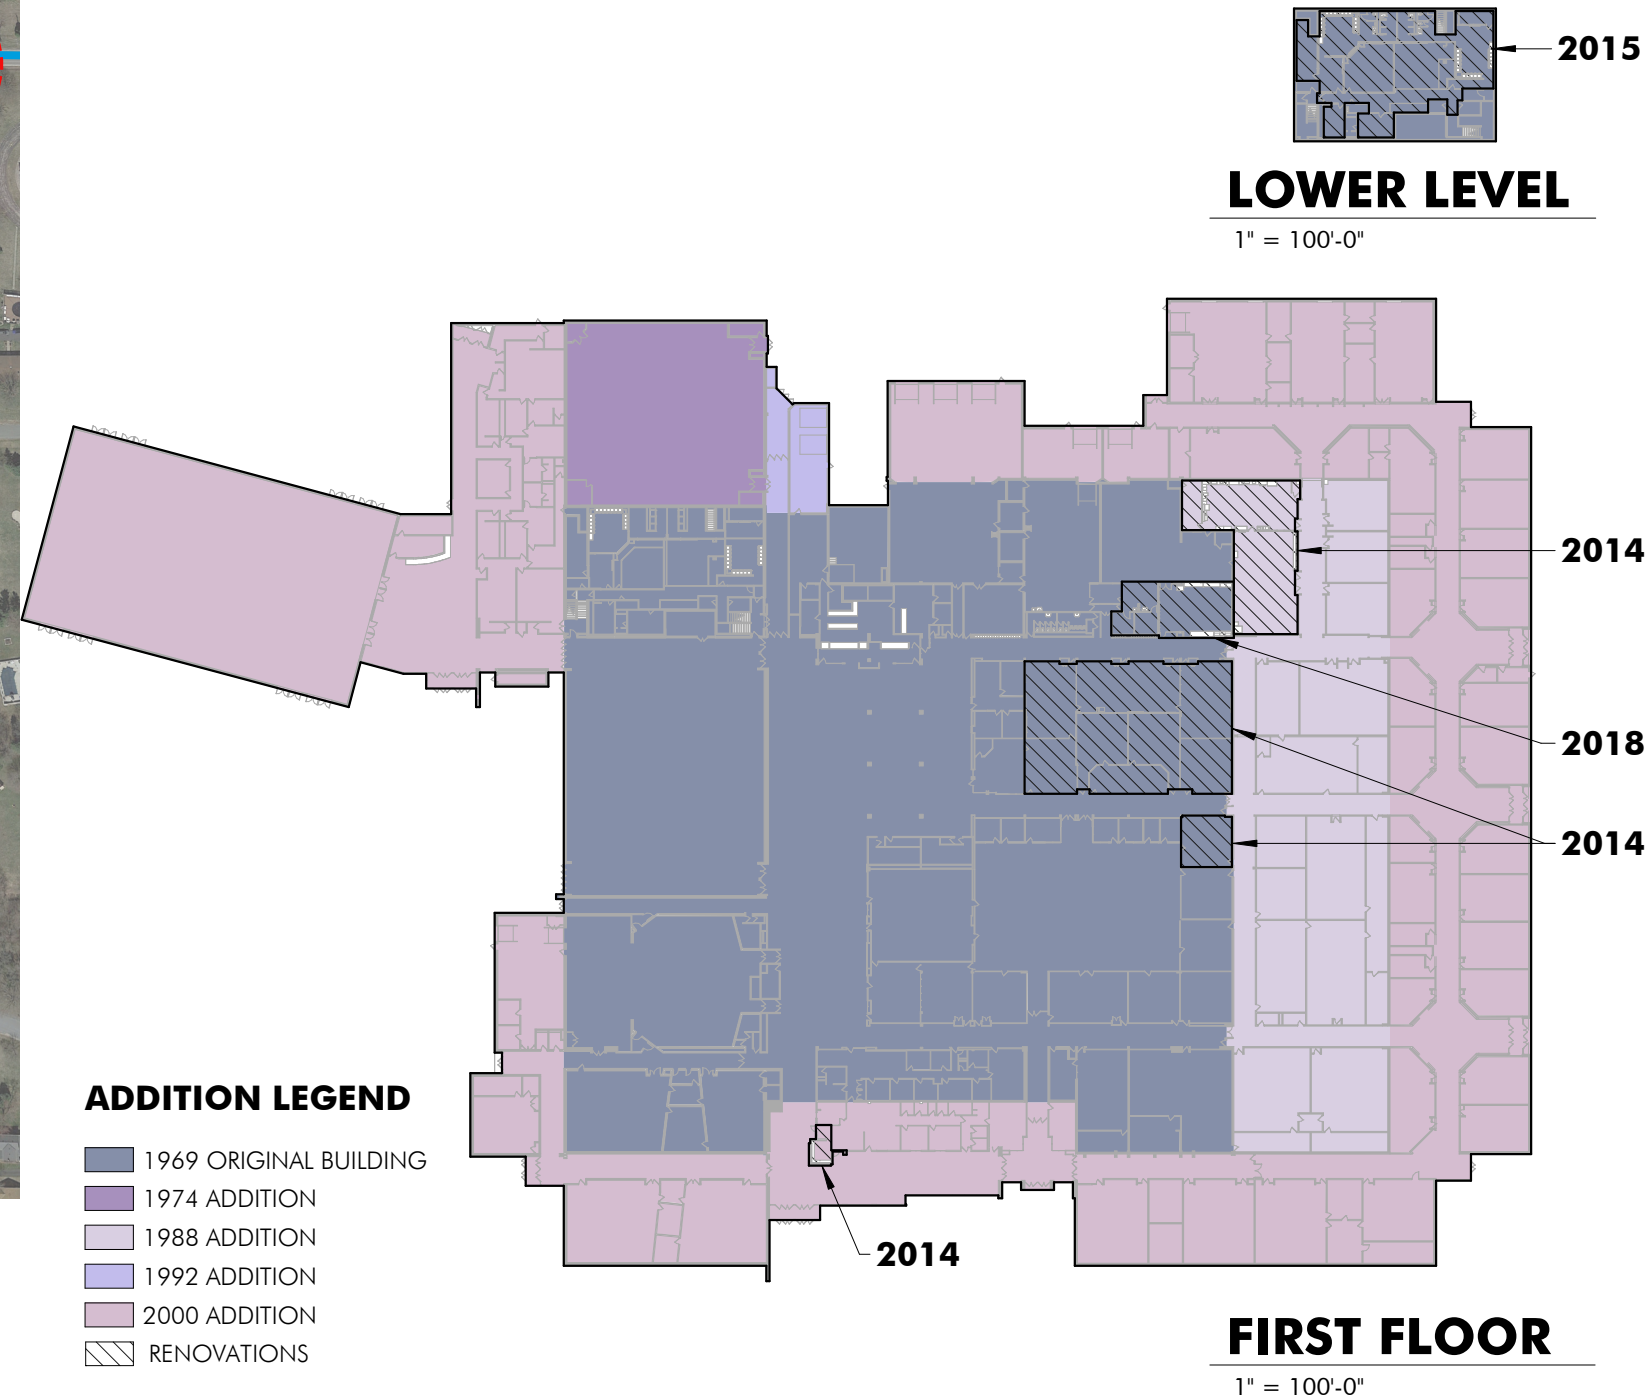 2015
LOWER LEVEL
1" = 100'-0"
2014
2018
2014
2014
ADDITION LEGEND
1969 ORIGINAL BUILDING
1974 ADDITION
1988 ADDITION
1992 ADDITION
2000 ADDITION
RENOVATIONS
FIRST FLOOR
1" = 100'-0"